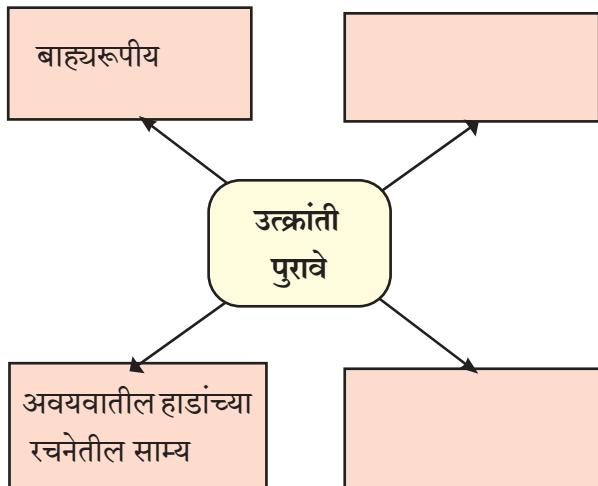 बाह्यरूपीय
उत्क्रांती
पुरावे
अवयवातील हाडांच्या
रचनेतील साम्य